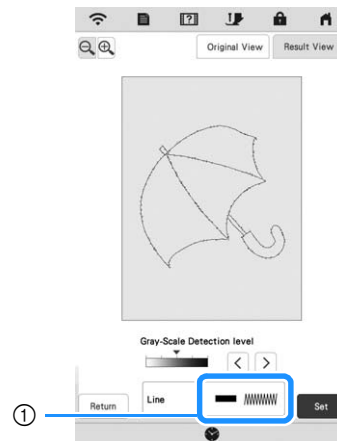 ?
Original View
Result View
Gray-Scale Detection level
< >
Return
Line
Set
①